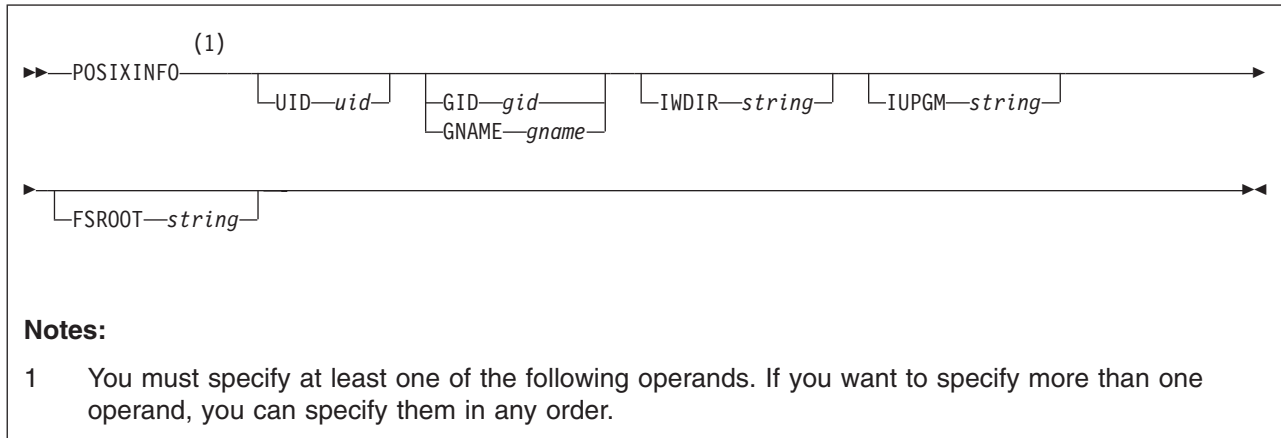 (1)
POSIXINFO
UID uid GID gid IWDIR string IUPGM string
GNAME gname
FSROOT string
Notes:
1 You must specify at least one of the following operands. If you want to specify more than one
operand, you can specify them in any order.